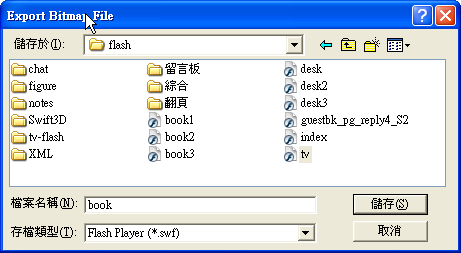 Export Bitmap File
儲存於(I):
flash
chat
figure
notes
Swift3D
tv-flash
XML
留言板
綜合
翻頁
book1
book2
book3
desk
desk2
desk3
guestbk_pg_reply4_S2
index
tv
檔案名稱(N):
book
儲存(S)
存檔類型(T):
Flash Player (*.swf)
取消